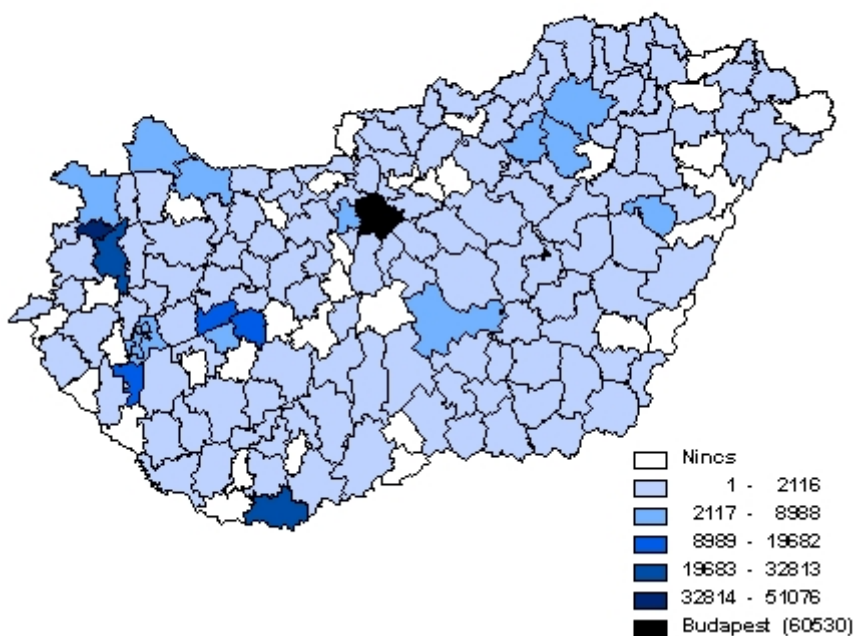 Nincs
1 - 2116
2117 - 8988
8989 - 19682
19683 - 32813
32814 - 51076
Budapest (60530)